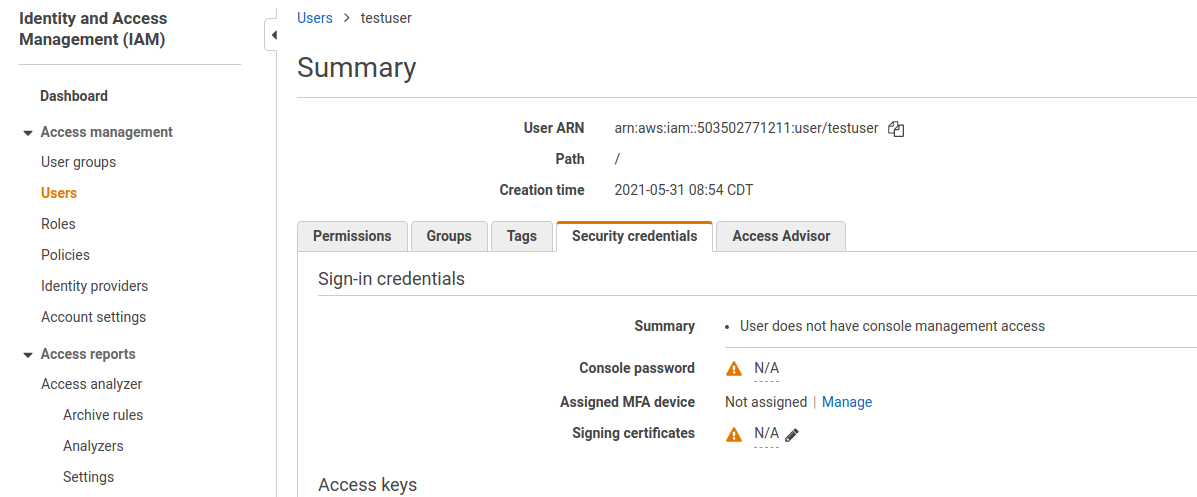 Identity and Access
Management (IAM)
Dashboard
Access management
User groups
Users
Roles
Policies
Identity providers
Account settings
Access reports
Access analyzer
Archive rules
Analyzers
Settings
Users > testuser
Summary
User ARN arn:aws:iam::503502771211:user/testuser
Path /
Creation time 2021-05-31 08:54 CDT
Permissions Groups Tags Security credentials Access Advisor
Sign-in credentials
Summary • User does not have console management access
Console password N/A
Assigned MFA device Not assigned | Manage
Signing certificates N/A
Access keys